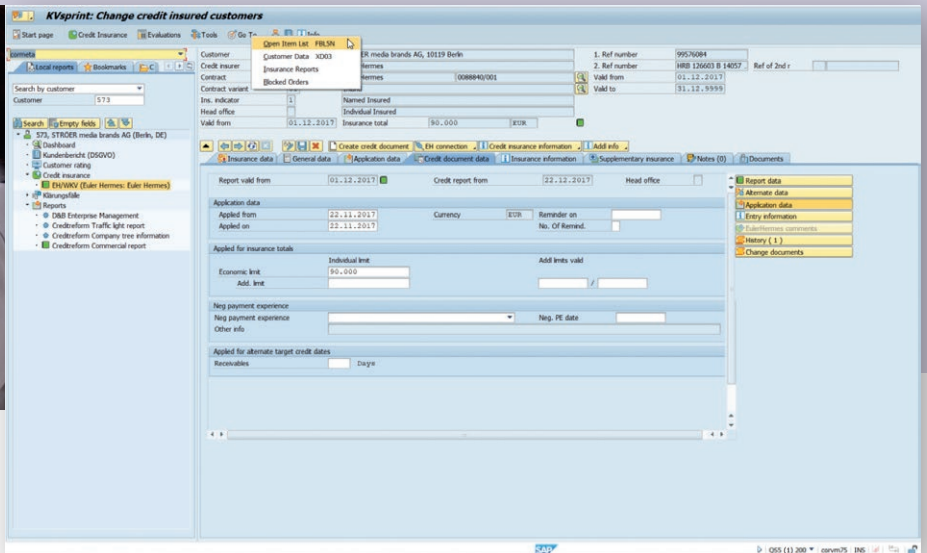 KVsprint: Change credit insured customers
Start page Credit Insurance Evaluations Tools Go To Info
Open Item List FBL5N
Customer Data XD03
Insurance Reports
Blocked Orders
cormeta
Local reports Bookmarks C
Search by customer
Customer 573
Search Empty fields
573, STRÖER media brands AG (Berlin, DE)
Dashboard
Kundenbericht (DSGVO)
Customer rating
Credit insurance
EH/WKV (Euler Hermes: Euler Hermes)
Klärungsfälle
Reports
D&B Enterprise Management
Creditreform Traffic light report
Creditreform Company tree information
Creditreform Commercial report
Customer ER media brands AG, 10119 Berlin 1. Ref number 99576084
Credit insurer Hermes 2. Ref number HRB 126603 B 14057 Ref of 2nd r
Contract Hermes 0088840/001 Valid from 01.12.2017
Contract variant Valid to 31.12.9999
Ins. indicator 1 Named Insured
Head office Individual Insured
Valid from 01.12.2017 Insurance total 90.000 EUR
Create credit document EH connection Credit insurance information Add info
Insurance data General data Application data Credit document data Insurance information Supplementary insurance Notes (0) Documents
Report valid from 01.12.2017 Credit report from 22.12.2017 Head office
Application data
Applied from 22.11.2017 Currency EUR Reminder on
Applied on 22.11.2017 No. Of Remind.
Applied for insurance totals
Individual limit Addl limits valid
Economic limit 90.000
Add. limit /
Neg payment experience
Neg payment experience Neg. PE date
Other info
Applied for alternate target credit dates
Receivables Days
Report data
Alternate data
Application data
Entry information
EulerHermes comments
History ( 1 )
Change documents
SAP QS5 (1) 200 corvm75 INS